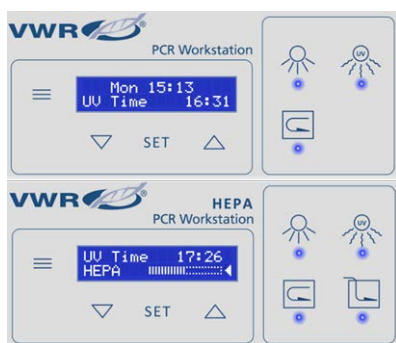 VWR
PCR Workstation
Mon 15:13
UV Time 16:31
SET
UV
VWR
HEPA
PCR Workstation
UV Time 17:26
HEPA
SET
UV